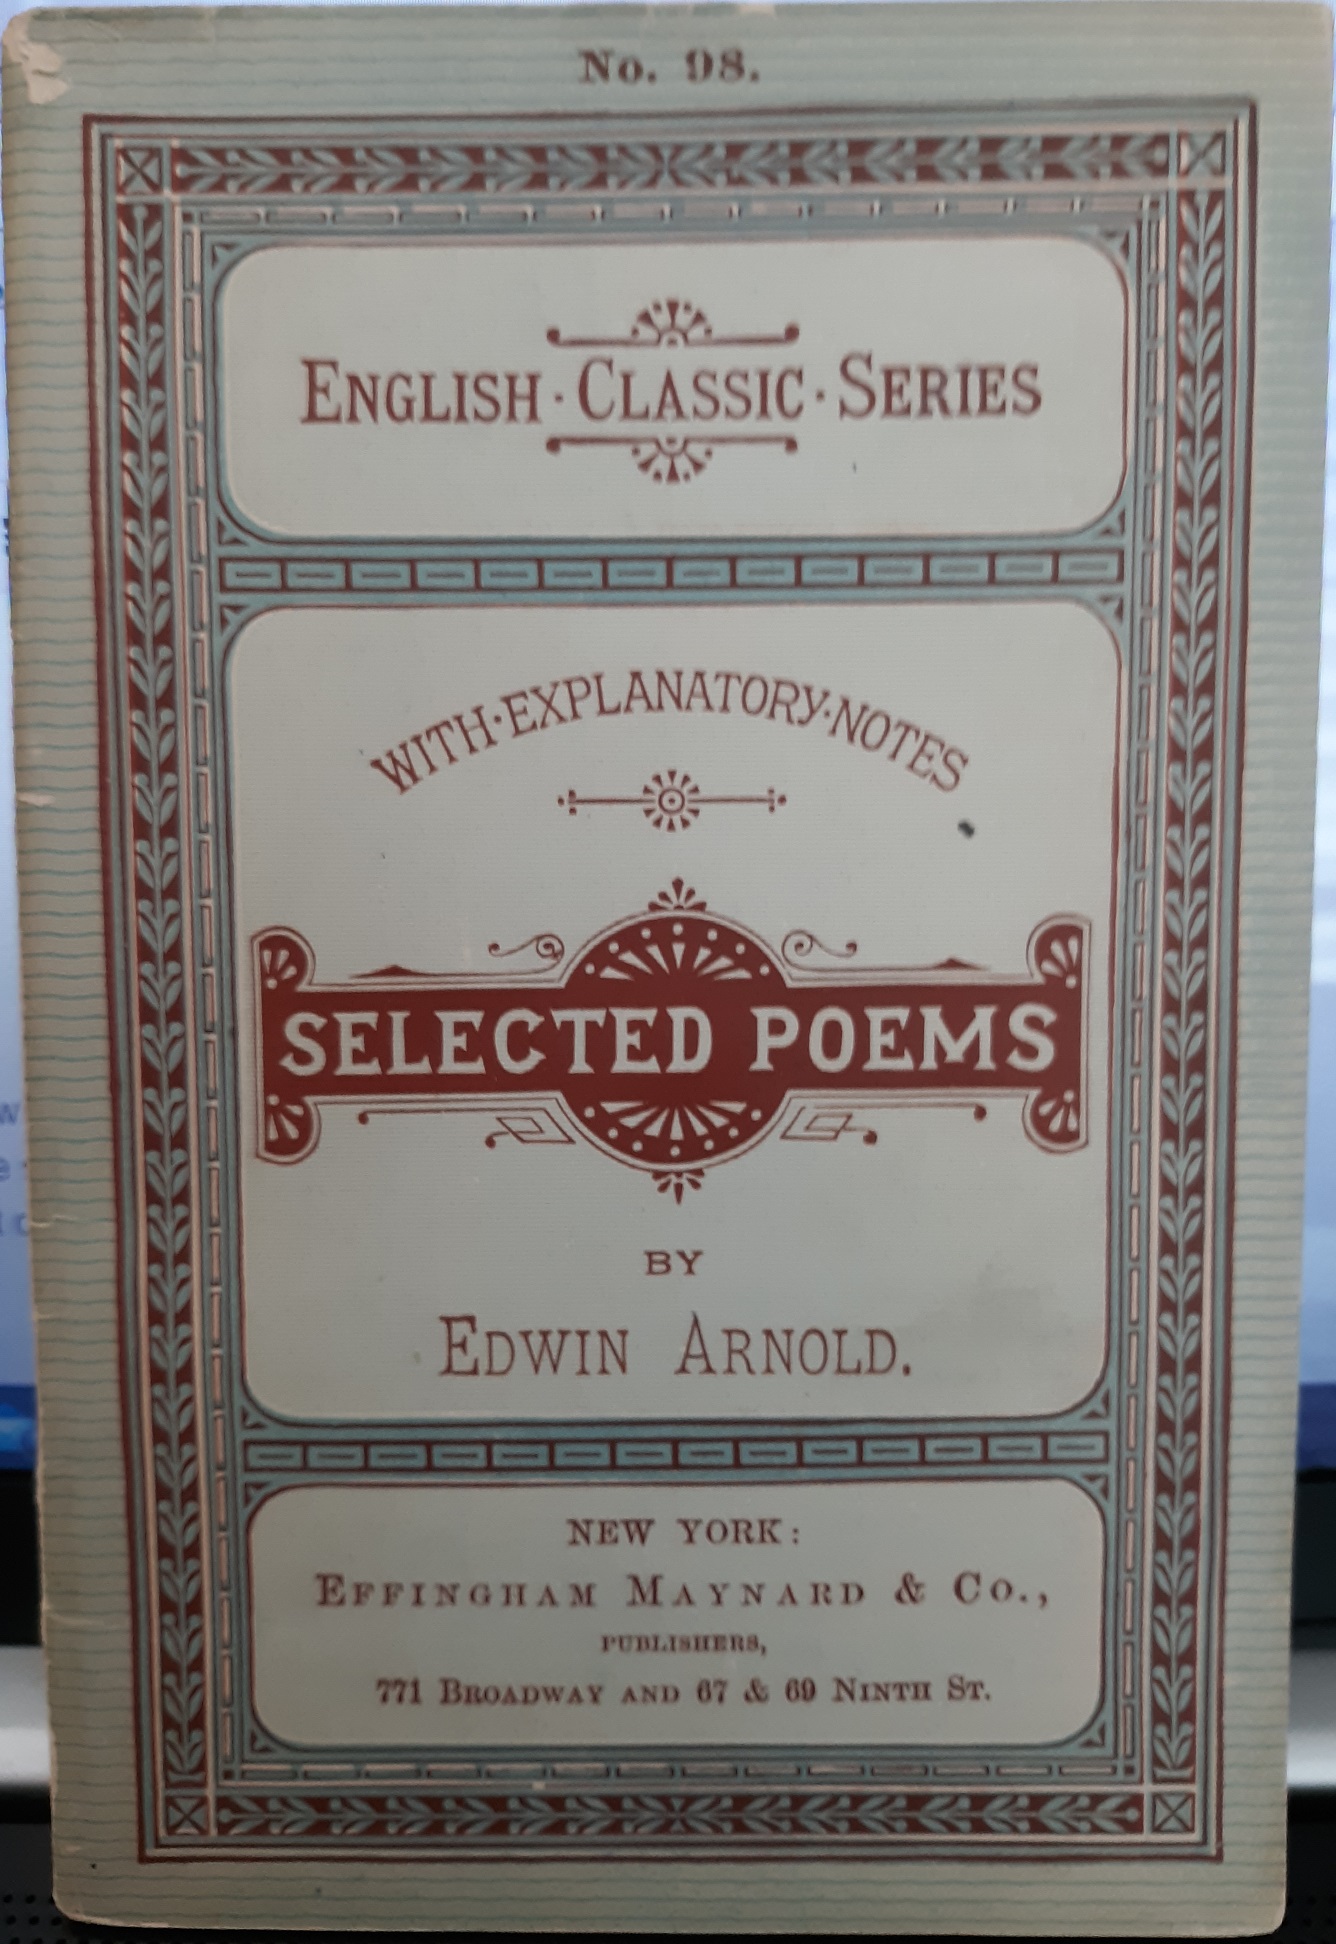 No. 98.
ENGLISH · CLASSIC · SERIES
WITH·EXPLANATORY·NOTES
SELECTED POEMS
BY
EDWIN ARNOLD.
NEW YORK:
EFFINGHAM MAYNARD & CO.,
PUBLISHERS,
771 BROADWAY AND 67 & 69 NINTH ST.